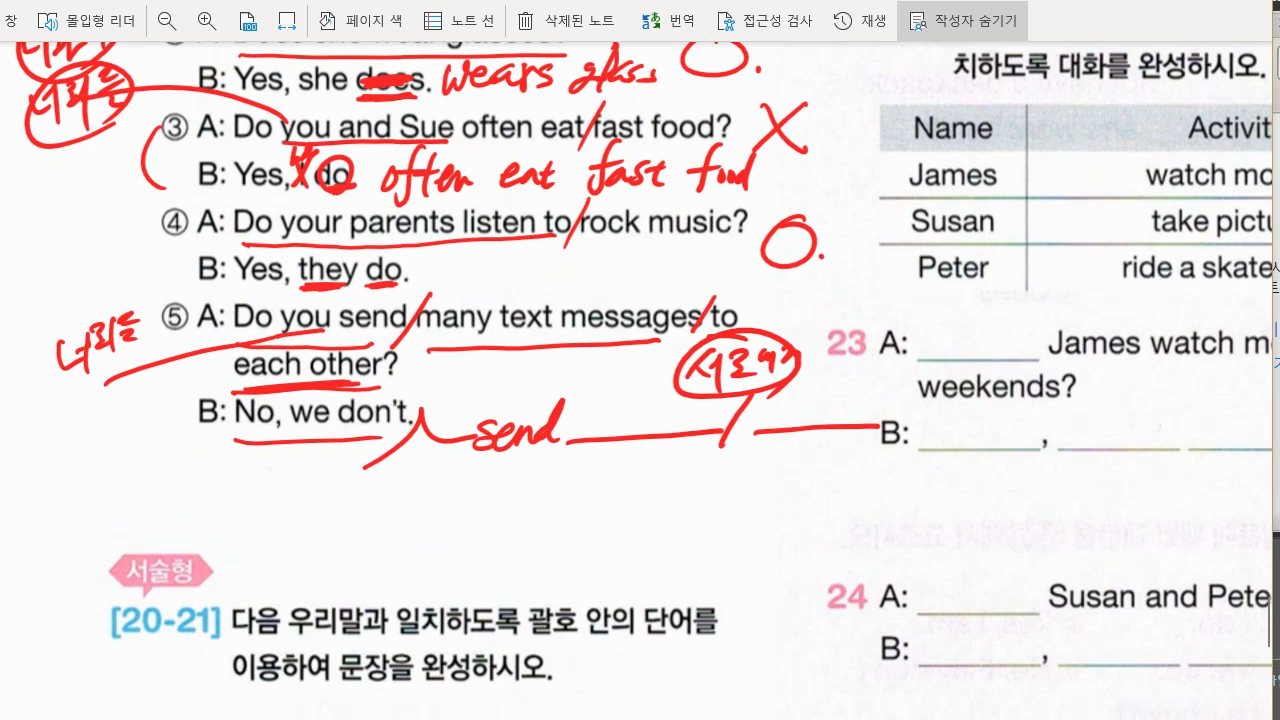 창 몰입형 리더 페이지 색 노트 선 삭제된 노트 번역 접근성 검사 재생 작성자 숨기기
B: Yes, she does. wears glass
너희들
③ A: Do you and Sue often eat fast food?
B: Yes, I do often eat fast food
④ A: Do your parents listen to rock music?
B: Yes, they do.
⑤ A: Do you send many text messages to
너희들
each other?
서로에게
B: No, we don't. send
서술형
[20-21] 다음 우리말과 일치하도록 괄호 안의 단어를
이용하여 문장을 완성하시오.
치하도록 대화를 완성하시오.
Name Activit
James watch mo
Susan take pictu
Peter ride a skate
23 A: James watch m
weekends?
B: ,
24 A: Susan and Pete
B: ,